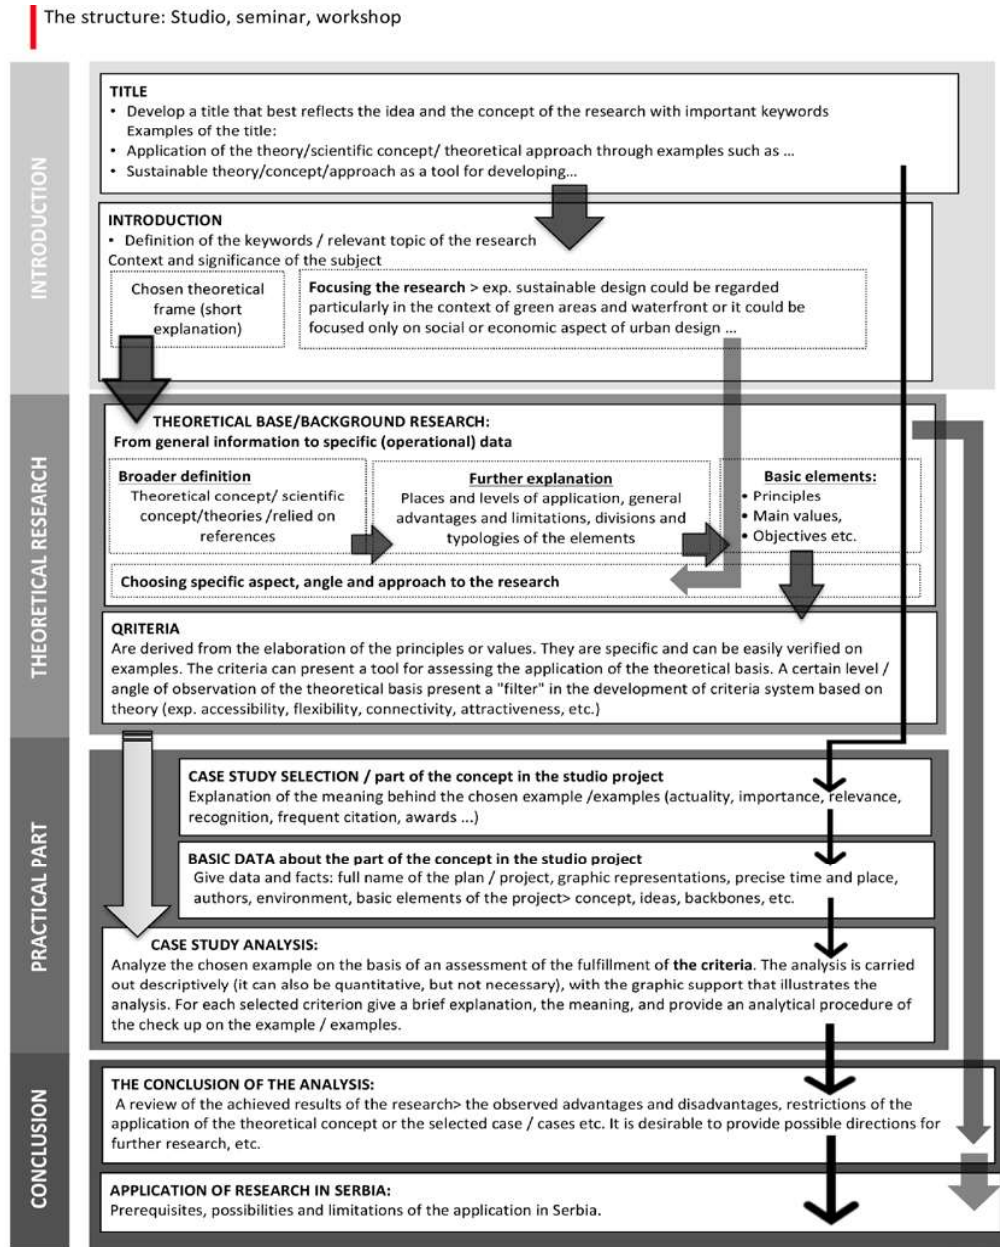 The structure: Studio, seminar, workshop
INTRODUCTION
TITLE
• Develop a title that best reflects the idea and the concept of the research with important keywords
Examples of the title:
• Application of the theory/scientific concept/ theoretical approach through examples such as ...
• Sustainable theory/concept/approach as a tool for developing...
INTRODUCTION
• Definition of the keywords / relevant topic of the research
Context and significance of the subject
Chosen theoretical
frame (short
explanation)
Focusing the research > exp. sustainable design could be regarded
particularly in the context of green areas and waterfront or it could be
focused only on social or economic aspect of urban design ...
THEORETICAL RESEARCH
THEORETICAL BASE/BACKGROUND RESEARCH:
From general information to specific (operational) data
Broader definition
Theoretical concept/ scientific
concept/theories /relied on
references
Further explanation
Places and levels of application, general
advantages and limitations, divisions and
typologies of the elements
Basic elements:
• Principles
• Main values,
• Objectives etc.
Choosing specific aspect, angle and approach to the research
QRITERIA
Are derived from the elaboration of the principles or values. They are specific and can be easily verified on
examples. The criteria can present a tool for assessing the application of the theoretical basis. A certain level /
angle of observation of the theoretical basis present a "filter" in the development of criteria system based on
theory (exp. accessibility, flexibility, connectivity, attractiveness, etc.)
PRACTICAL PART
CASE STUDY SELECTION / part of the concept in the studio project
Explanation of the meaning behind the chosen example /examples (actuality, importance, relevance,
recognition, frequent citation, awards ...)
BASIC DATA about the part of the concept in the studio project
Give data and facts: full name of the plan / project, graphic representations, precise time and place,
authors, environment, basic elements of the project> concept, ideas, backbones, etc.
CASE STUDY ANALYSIS:
Analyze the chosen example on the basis of an assessment of the fulfillment of the criteria. The analysis is carried
out descriptively (it can also be quantitative, but not necessary), with the graphic support that illustrates the
analysis. For each selected criterion give a brief explanation, the meaning, and provide an analytical procedure of
the check up on the example / examples.
CONCLUSION
THE CONCLUSION OF THE ANALYSIS:
A review of the achieved results of the research> the observed advantages and disadvantages, restrictions of the
application of the theoretical concept or the selected case / cases etc. It is desirable to provide possible directions for
further research, etc.
APPLICATION OF RESEARCH IN SERBIA:
Prerequisites, possibilities and limitations of the application in Serbia.